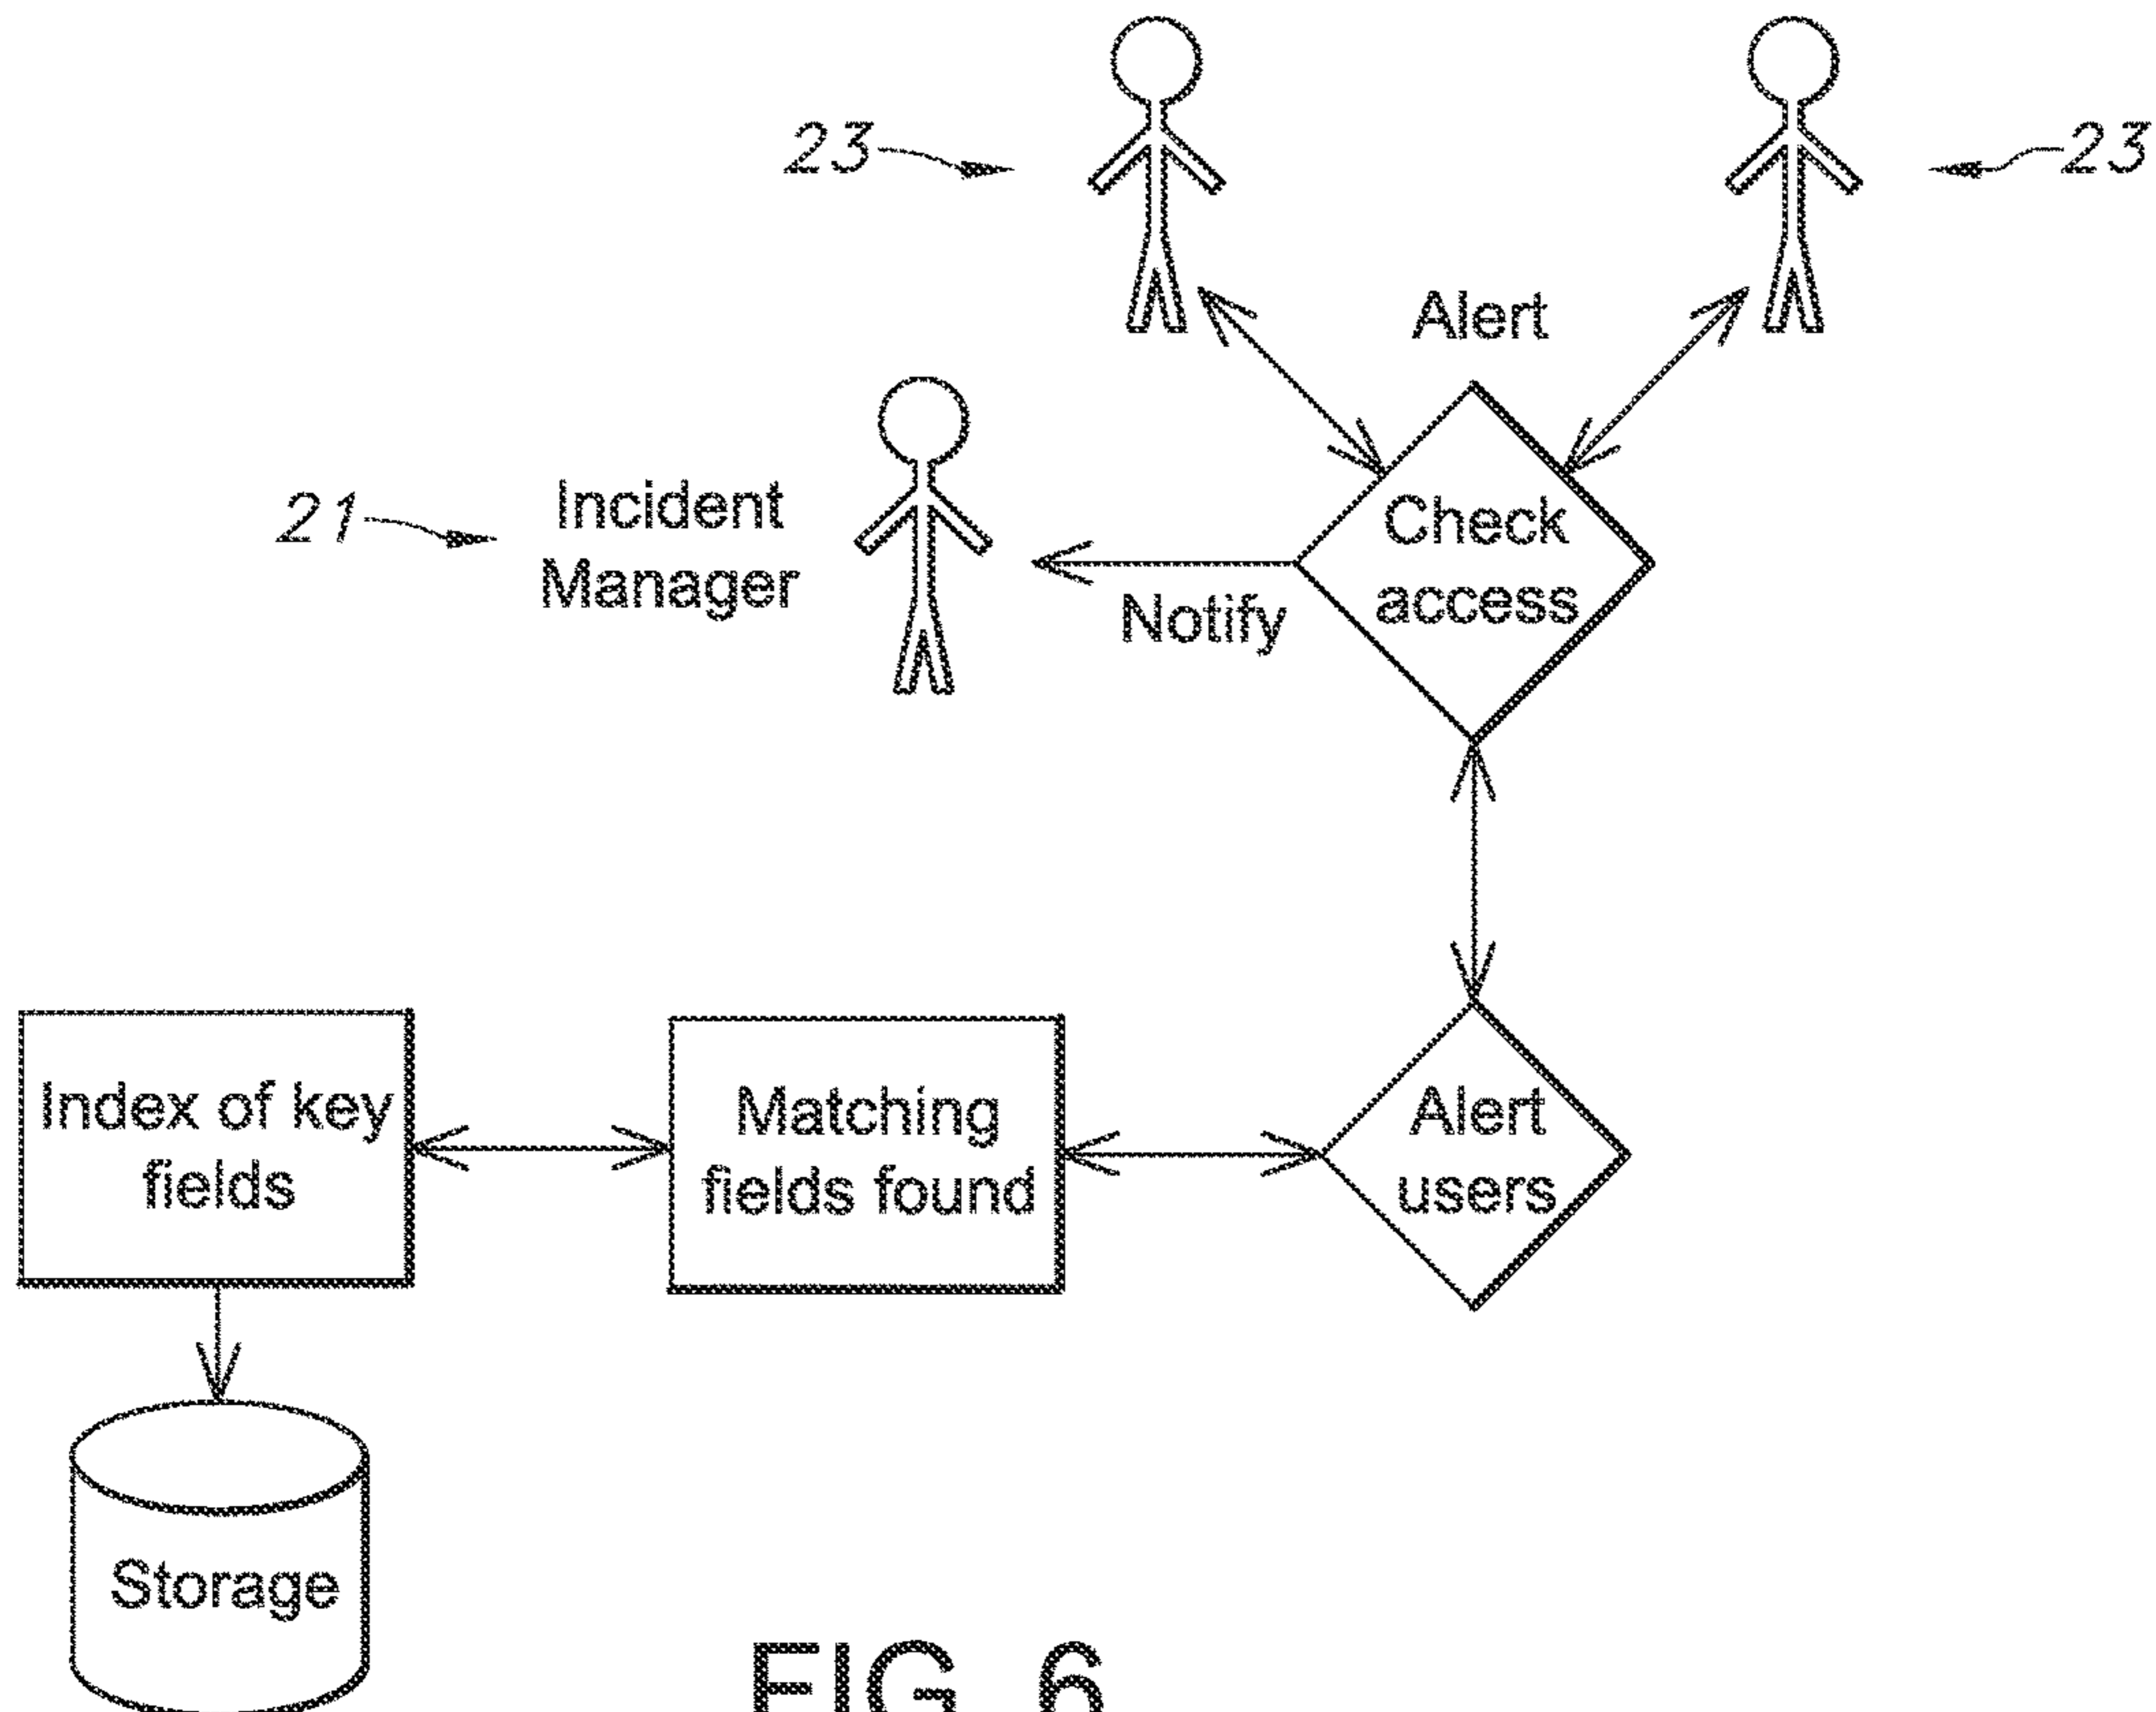 23
23
Alert
Incident
Manager
21
Check
access
Notify
Index of key
fields
Matching
fields found
Alert
users
Storage
FIG. 6